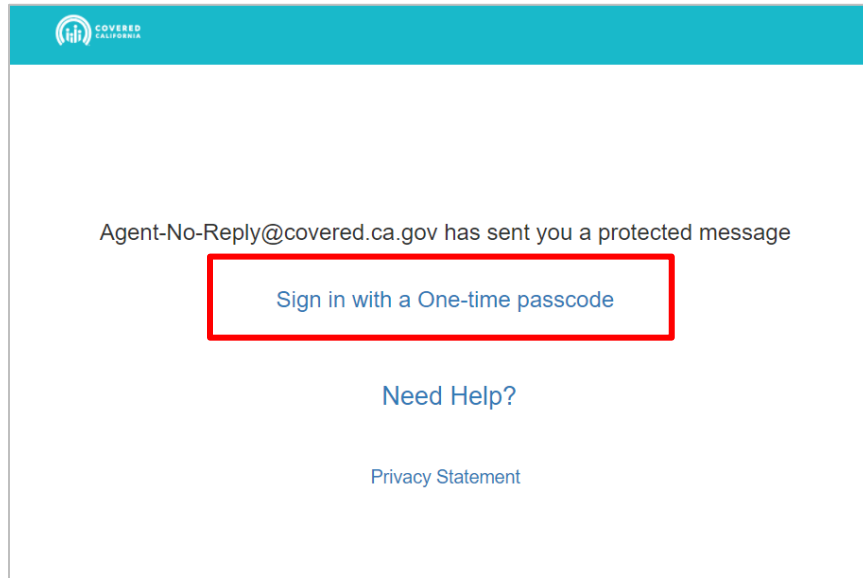 COVERED
CALIFORNIA
Agent-No-Reply@covered.ca.gov has sent you a protected message
Sign in with a One-time passcode
Need Help?
Privacy Statement